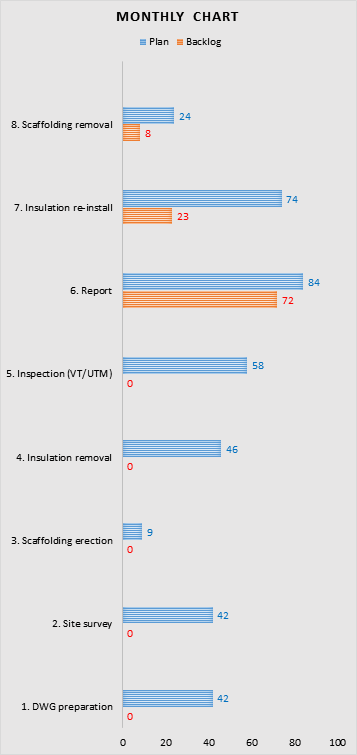 MONTHLY CHART
Plan Backlog
8. Scaffolding removal 24
8
7. Insulation re-install 74
23
6. Report 84
72
5. Inspection (VT/UTM) 58
0
4. Insulation removal 46
0
3. Scaffolding erection 9
0
2. Site survey 42
0
1. DWG preparation 42
0
0 20 40 60 80 100